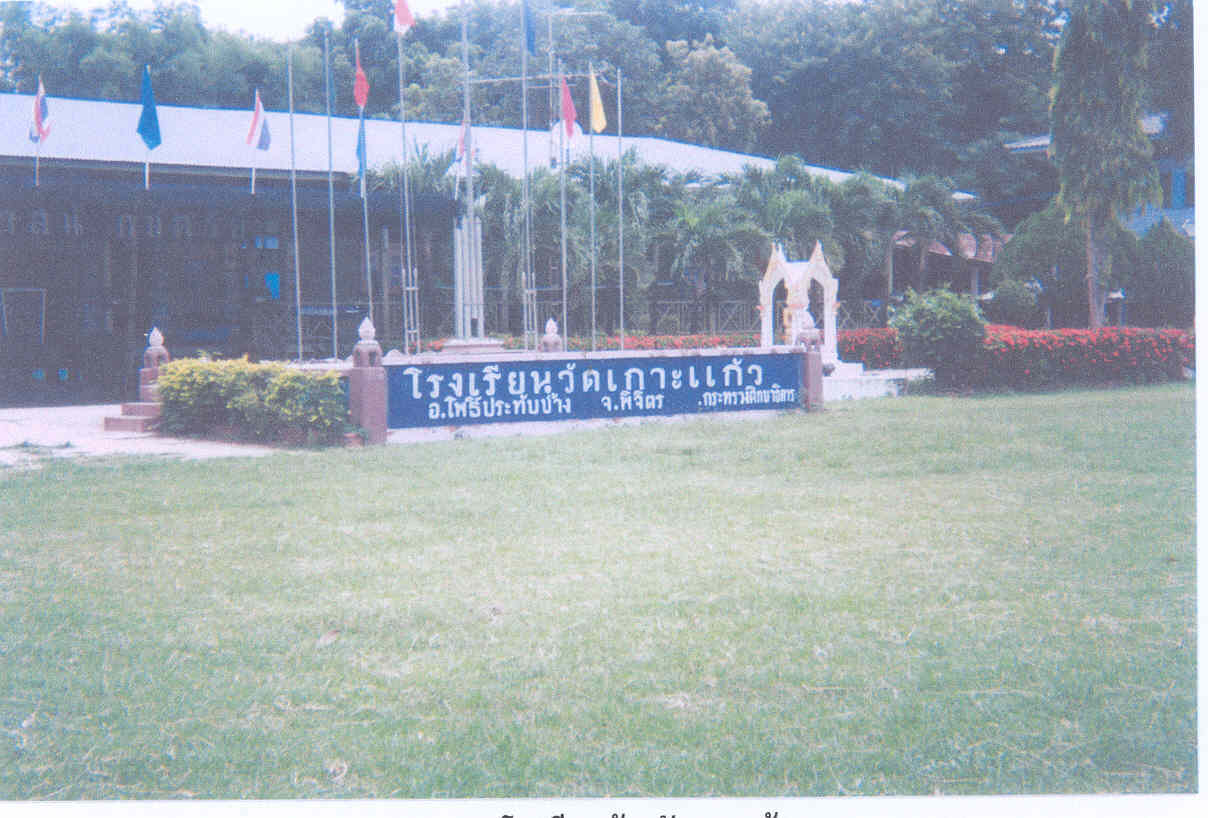 โรงเรียนวัดเกาะแก้ว
อ.โพธิ์ประทับช้าง จ.พิจิตร .กระทรวงศึกษาธิการ